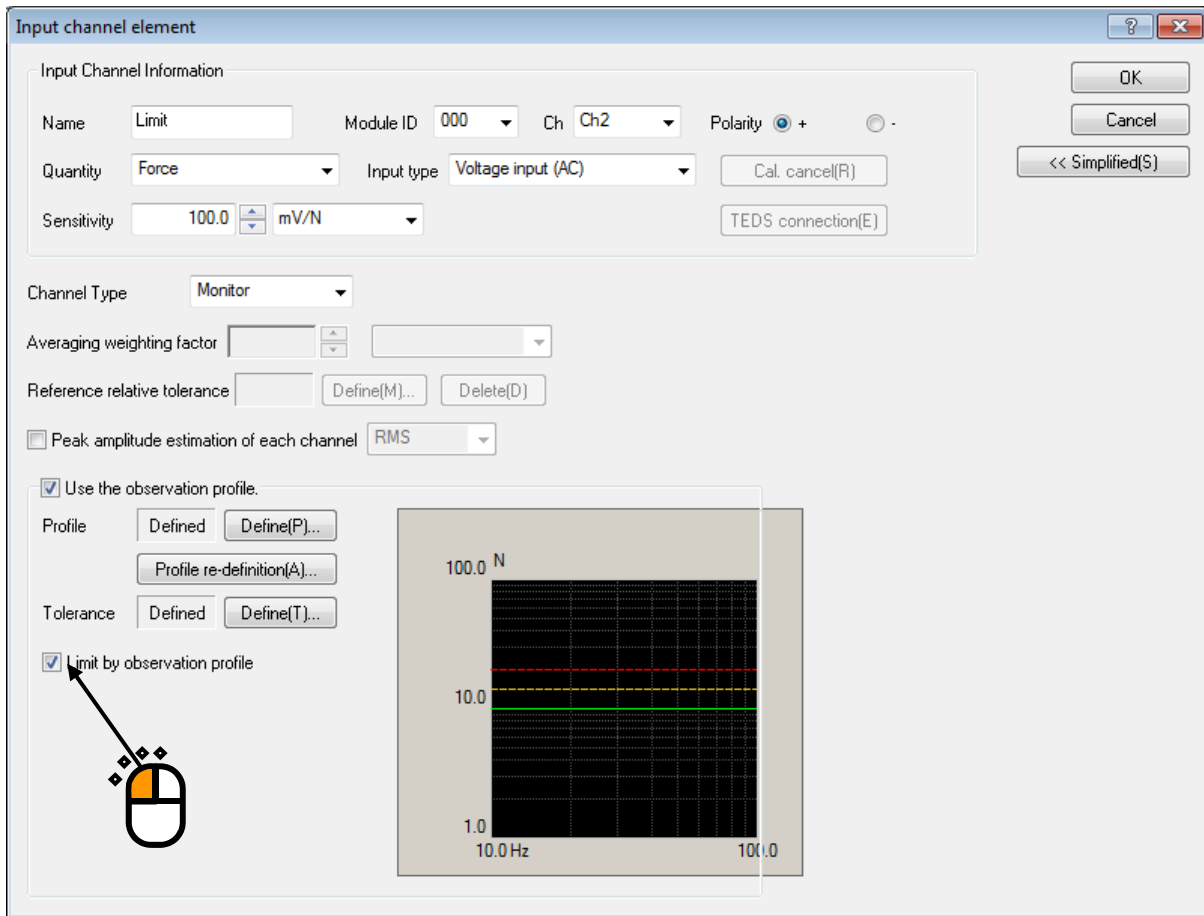 Input channel element
Input Channel Information
OK
Name Limit Module ID 000 Ch Ch2 Polarity + -
Cancel
Quantity Force Input type Voltage input (AC) Cal. cancel(R)
<< Simplified(S)
Sensitivity 100.0 mV/N TEDS connection(E)
Channel Type Monitor
Averaging weighting factor
Reference relative tolerance Define(M)... Delete(D)
Peak amplitude estimation of each channel RMS
Use the observation profile.
Profile Defined Define(P)...
Profile re-definition(A)...
Tolerance Defined Define(T)...
Limit by observation profile
100.0 N
10.0
1.0
10.0 Hz 100.0